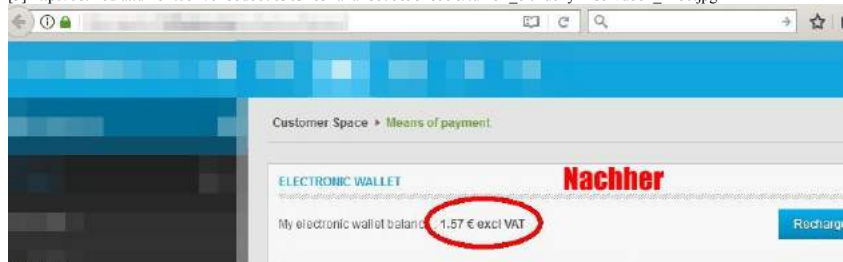 Customer Space ▸ Means of payment
ELECTRONIC WALLET
Nachher
My electronic wallet balance 1.57 € excl VAT
Recharge